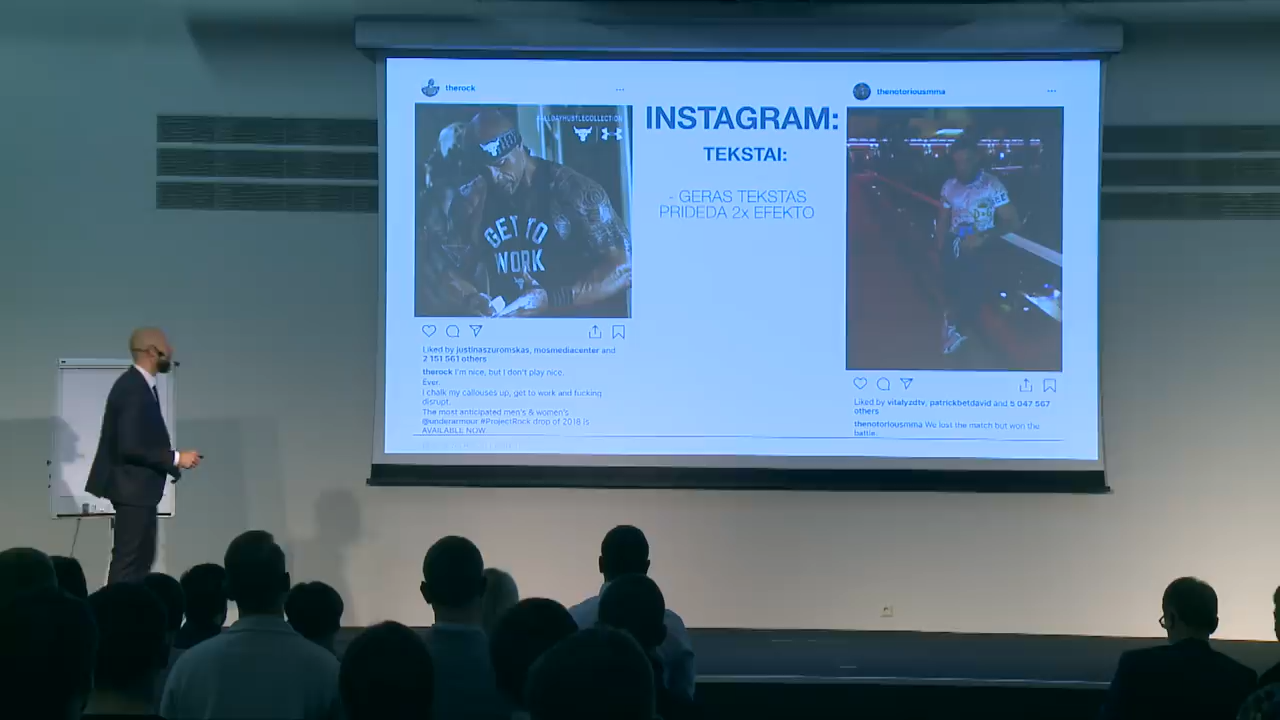 therock
#ALLDAYHUSTLECOLLECTION
GET TO
WORK
Liked by justinaszuromskas, mosmediacenter and
2 151 561 others
therock I'm nice, but I don't play nice.
Ever.
I chalk my callouses up, get to work and fucking
disrupt.
The most anticipated men's & women's
@underarmour #ProjectRock drop of 2018 is
AVAILABLE NOW.
INSTAGRAM:
TEKSTAI:
- GERAS TEKSTAS
PRIDEDA 2x EFEKTO
thenotoriousmma
Liked by vitalyzdtv, patrickbetdavid and 5 047 567
others
thenotoriousmma We lost the match but won the
battle.